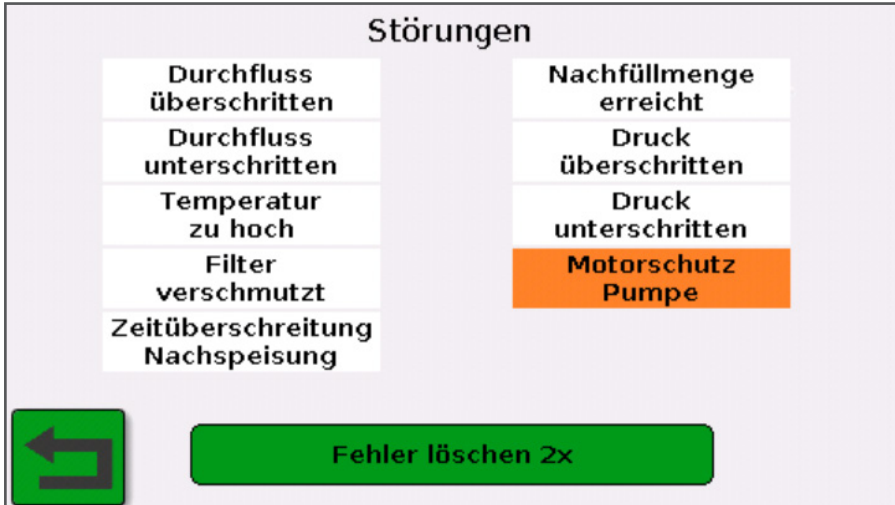 Störungen
Durchfluss
überschritten
Durchfluss
unterschritten
Temperatur
zu hoch
Filter
verschmutzt
Zeitüberschreitung
Nachspeisung
Nachfüllmenge
erreicht
Druck
überschritten
Druck
unterschritten
Motorschutz
Pumpe
Fehler löschen 2x